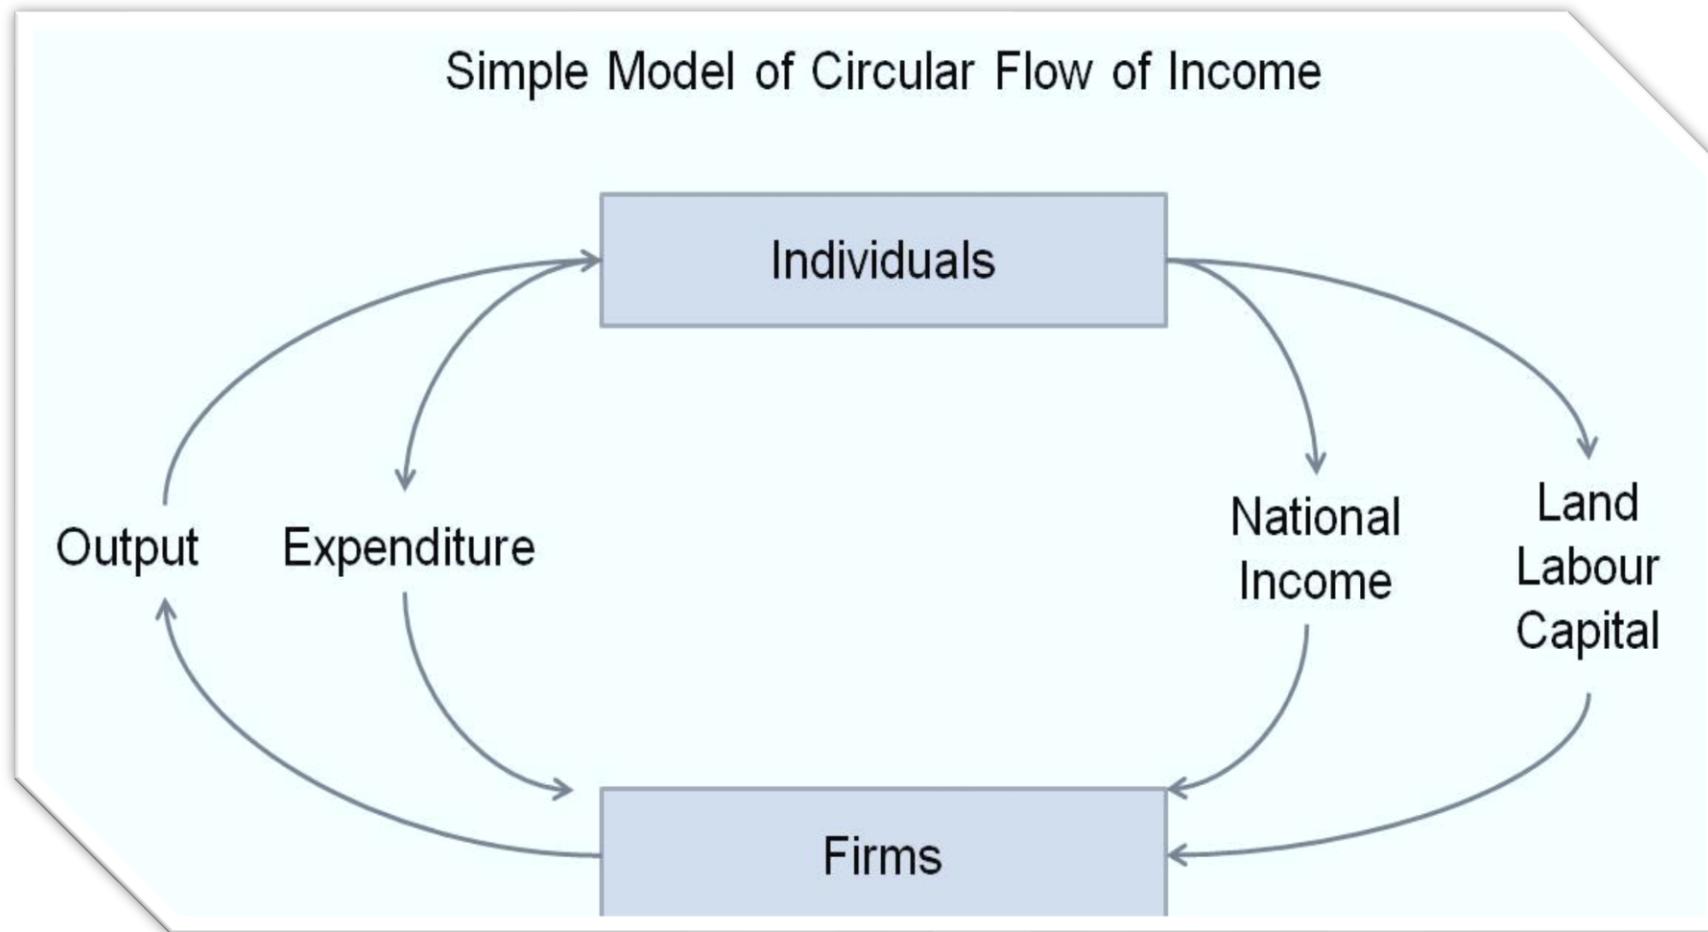 Simple Model of Circular Flow of Income
Individuals
Output
Expenditure
National
Income
Land
Labour
Capital
Firms